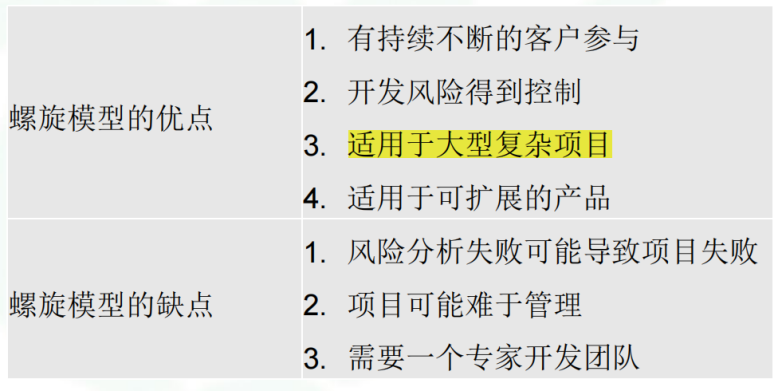 螺旋模型的优点
1. 有持续不断的客户参与
2. 开发风险得到控制
3. 适用于大型复杂项目
4. 适用于可扩展的产品
螺旋模型的缺点
1. 风险分析失败可能导致项目失败
2. 项目可能难于管理
3. 需要一个专家开发团队